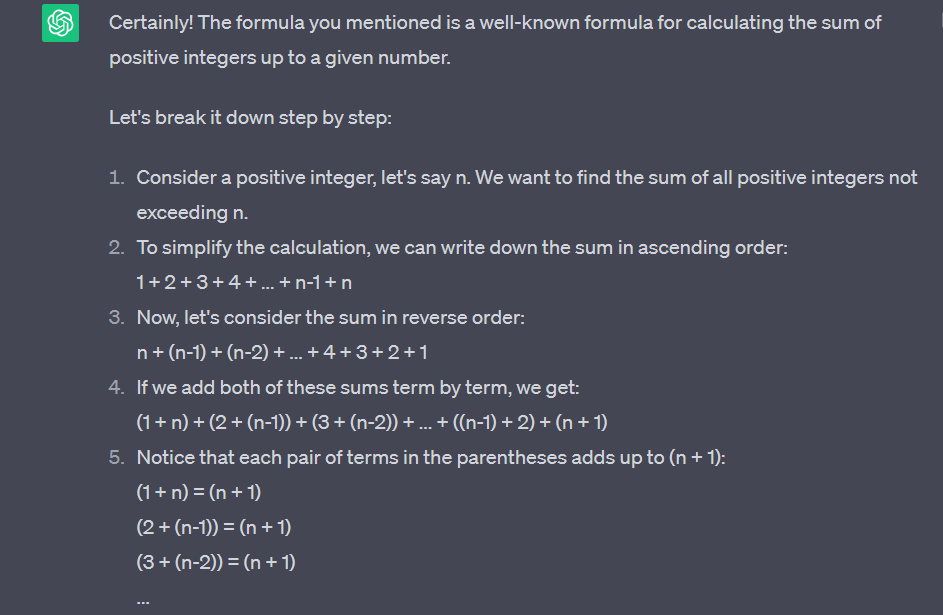 Certainly! The formula you mentioned is a well-known formula for calculating the sum of
positive integers up to a given number.
Let's break it down step by step:
1. Consider a positive integer, let's say n. We want to find the sum of all positive integers not
exceeding n.
2. To simplify the calculation, we can write down the sum in ascending order:
1 + 2 + 3 + 4 + ... + n-1 + n
3. Now, let's consider the sum in reverse order:
n + (n-1) + (n-2) + ... + 4 + 3 + 2 + 1
4. If we add both of these sums term by term, we get:
(1 + n) + (2 + (n-1)) + (3 + (n-2)) + ... + ((n-1) + 2) + (n + 1)
5. Notice that each pair of terms in the parentheses adds up to (n + 1):
(1 + n) = (n + 1)
(2 + (n-1)) = (n + 1)
(3 + (n-2)) = (n + 1)
...